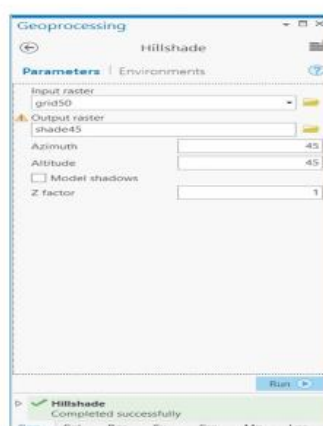 Geoprocessing
Hillshade
Parameters Environments
Input raster
grid50
Output raster
shade45
Azimuth 45
Altitude 45
Model shadows
Z factor 1
Run
Hillshade
Completed successfully